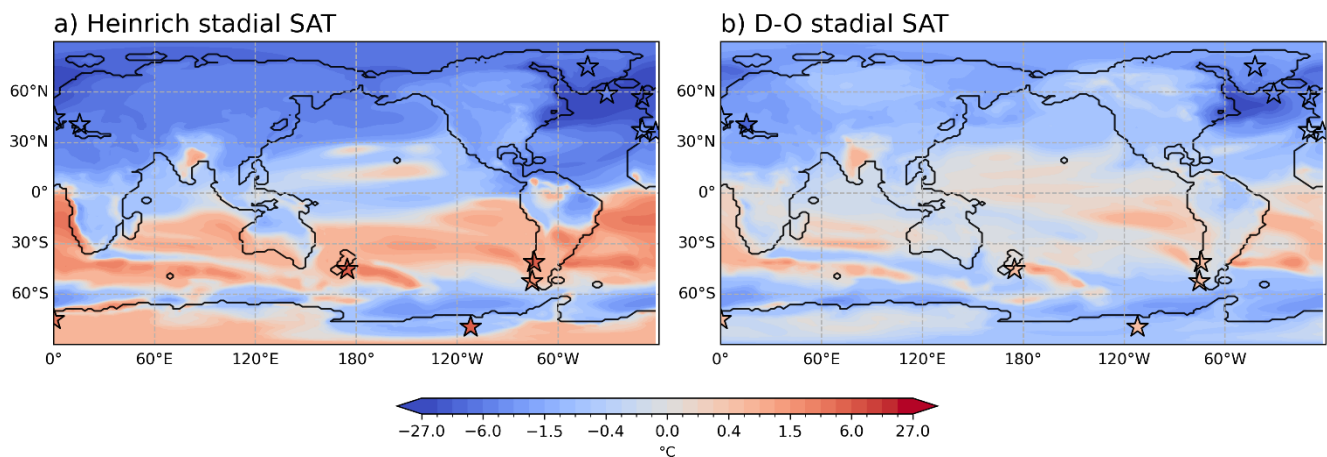 a) Heinrich stadial SAT
b) D-O stadial SAT
60°N
30°N
0°
30°S
60°S
60°N
30°N
0°
30°S
60°S
0° 60°E 120°E 180° 120°W 60°W
0° 60°E 120°E 180° 120°W 60°W
−27.0 −6.0 −1.5 −0.4 0.0 0.4 1.5 6.0 27.0
°C